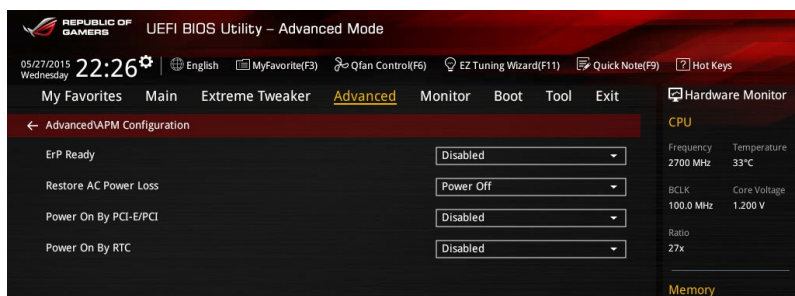 REPUBLIC OF
GAMERS
UEFI BIOS Utility – Advanced Mode
05/27/2015
Wednesday
22:26
English
MyFavorite(F3)
Qfan Control(F6)
EZ Tuning Wizard(F11)
Quick Note(F9)
? Hot Keys
My Favorites Main Extreme Tweaker Advanced Monitor Boot Tool Exit
Hardware Monitor
← Advanced\APM Configuration
ErP Ready Disabled
Restore AC Power Loss Power Off
Power On By PCI-E/PCI Disabled
Power On By RTC Disabled
CPU
Frequency Temperature
2700 MHz 33°C
BCLK Core Voltage
100.0 MHz 1.200 V
Ratio
27x
Memory